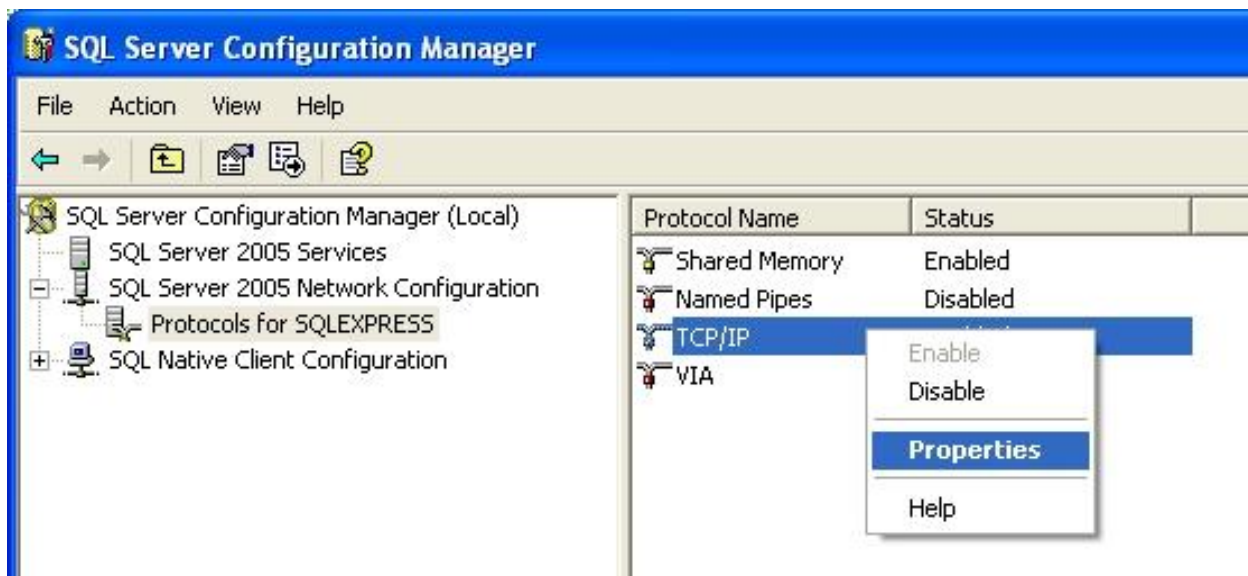 SQL Server Configuration Manager
File Action View Help
SQL Server Configuration Manager (Local)
SQL Server 2005 Services
SQL Server 2005 Network Configuration
Protocols for SQLEXPRESS
SQL Native Client Configuration
Protocol Name Status
Shared Memory Enabled
Named Pipes Disabled
TCP/IP
VIA
Enable
Disable
Properties
Help